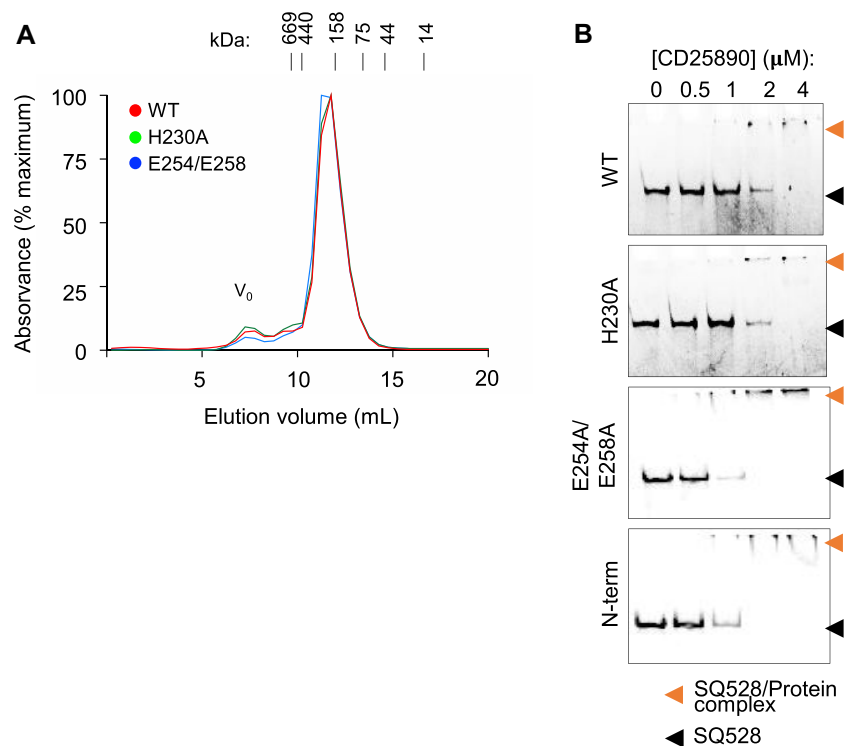 A
kDa:
669
440
158
75
44
14
Absorvance (% maximum)
100
75
50
25
0
WT
H230A
E254/E258
V0
5
10
15
20
Elution volume (mL)
B
[CD25890] (µM):
0 0.5 1 2 4
WT
H230A
E254A/
E258A
N-term
SQ528/Protein
complex
SQ528